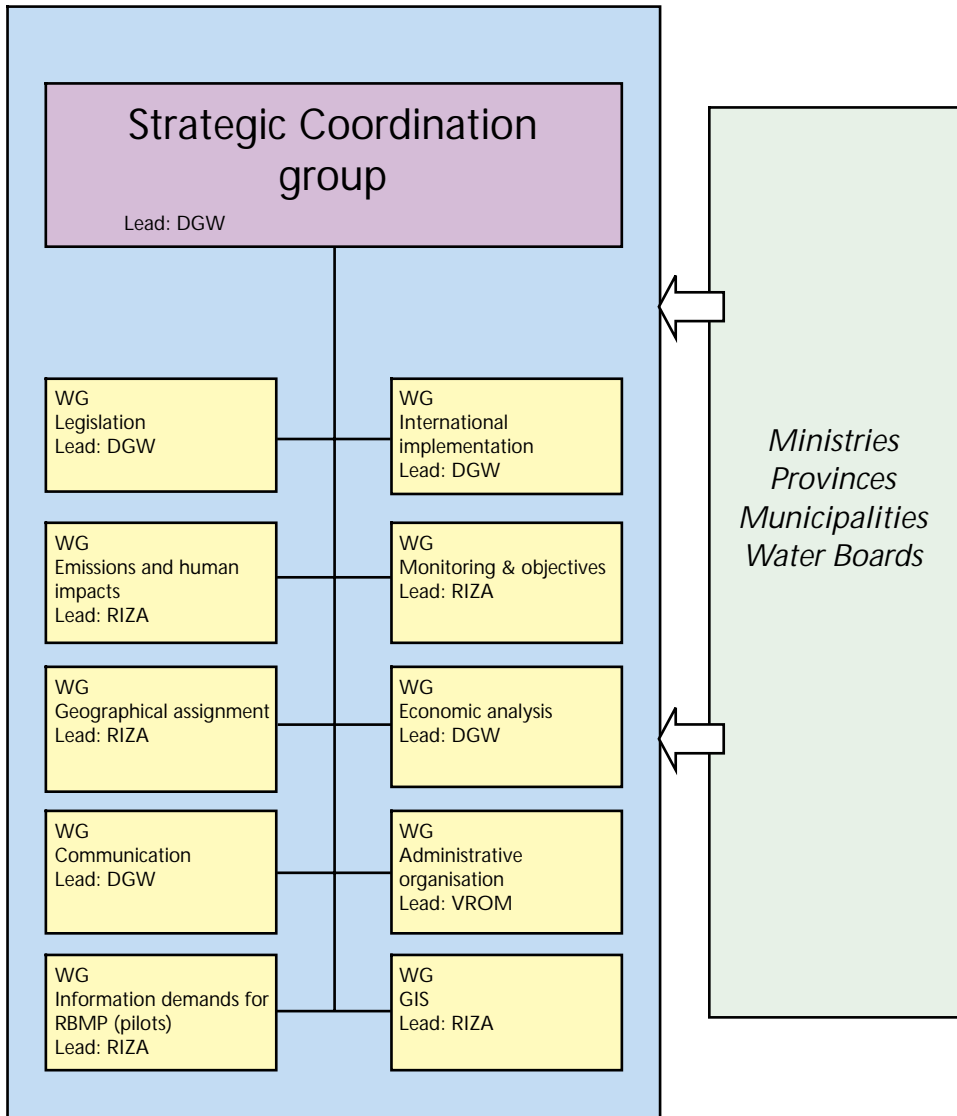 Strategic Coordination
group
Lead: DGW
WG
Legislation
Lead: DGW
WG
International
implementation
Lead: DGW
WG
Emissions and human
impacts
Lead: RIZA
WG
Monitoring & objectives
Lead: RIZA
WG
Geographical assignment
Lead: RIZA
WG
Economic analysis
Lead: DGW
WG
Communication
Lead: DGW
WG
Administrative
organisation
Lead: VROM
WG
Information demands for
RBMP (pilots)
Lead: RIZA
WG
GIS
Lead: RIZA
Ministries
Provinces
Municipalities
Water Boards